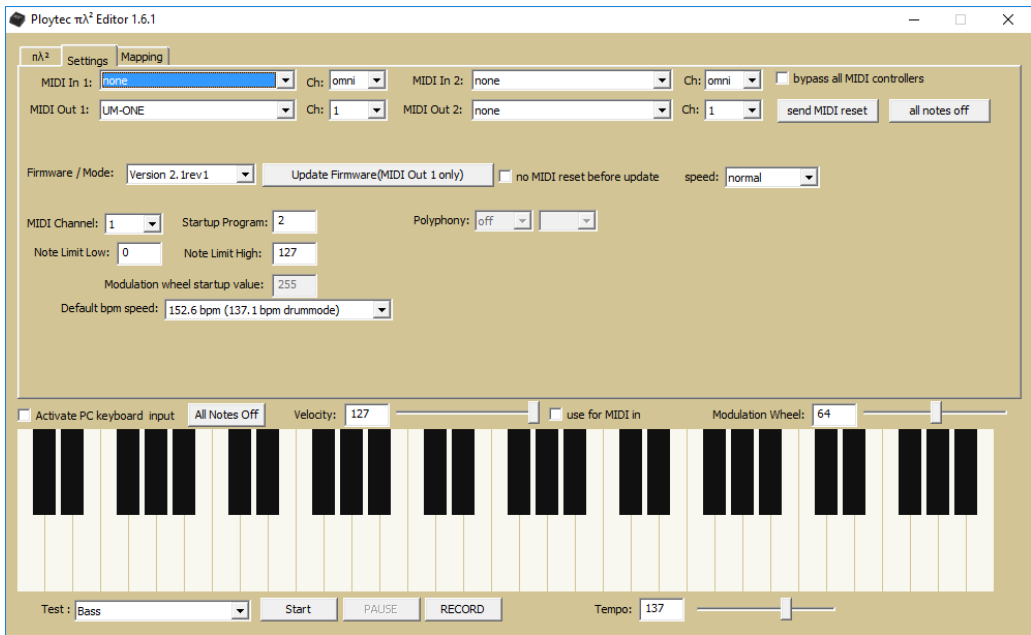 Ploytec πλ² Editor 1.6.1
πλ² Settings Mapping
MIDI In 1: none Ch: omni MIDI In 2: none Ch: omni bypass all MIDI controllers
MIDI Out 1: UM-ONE Ch: 1 MIDI Out 2: none Ch: 1 send MIDI reset all notes off
Firmware / Mode: Version 2.1rev1 Update Firmware(MIDI Out 1 only) no MIDI reset before update speed: normal
MIDI Channel: 1 Startup Program: 2 Polyphony: off
Note Limit Low: 0 Note Limit High: 127
Modulation wheel startup value: 255
Default bpm speed: 152.6 bpm (137.1 bpm drummode)
Activate PC keyboard input All Notes Off Velocity: 127 use for MIDI in Modulation Wheel: 64
Test : Bass Start PAUSE RECORD Tempo: 137